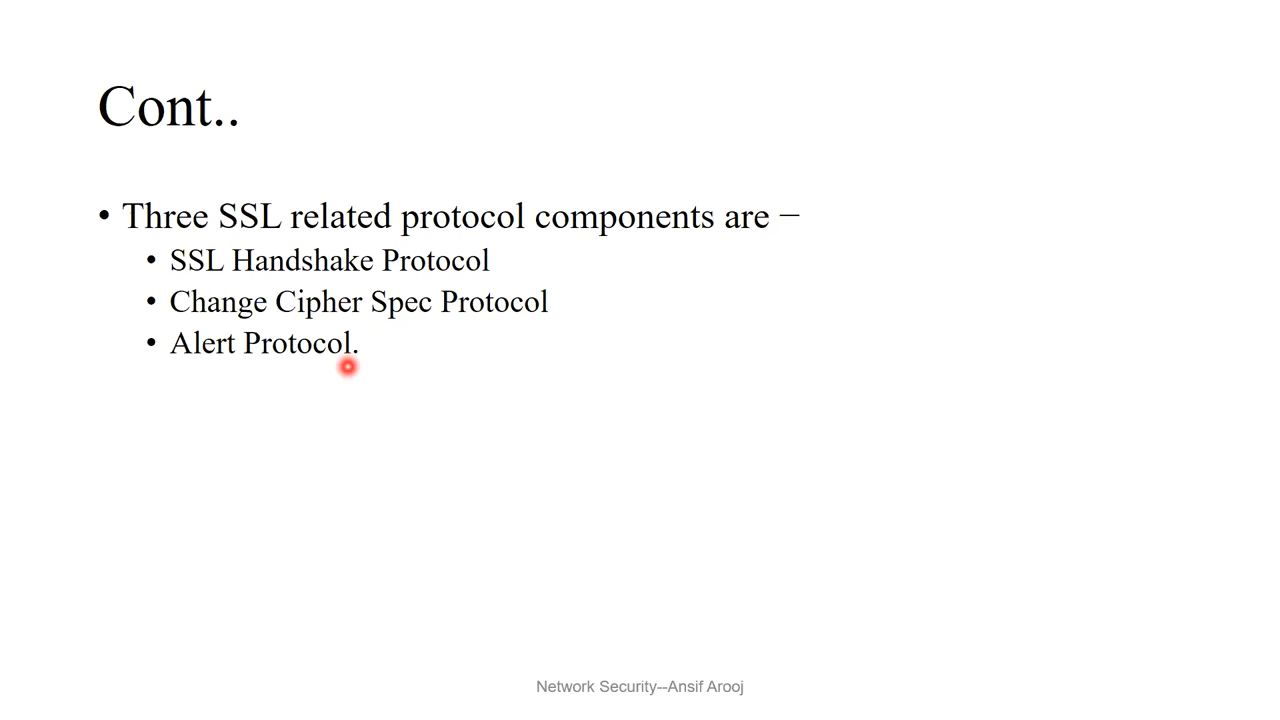 Cont..
• Three SSL related protocol components are −
• SSL Handshake Protocol
• Change Cipher Spec Protocol
• Alert Protocol.
Network Security--Ansif Arooj